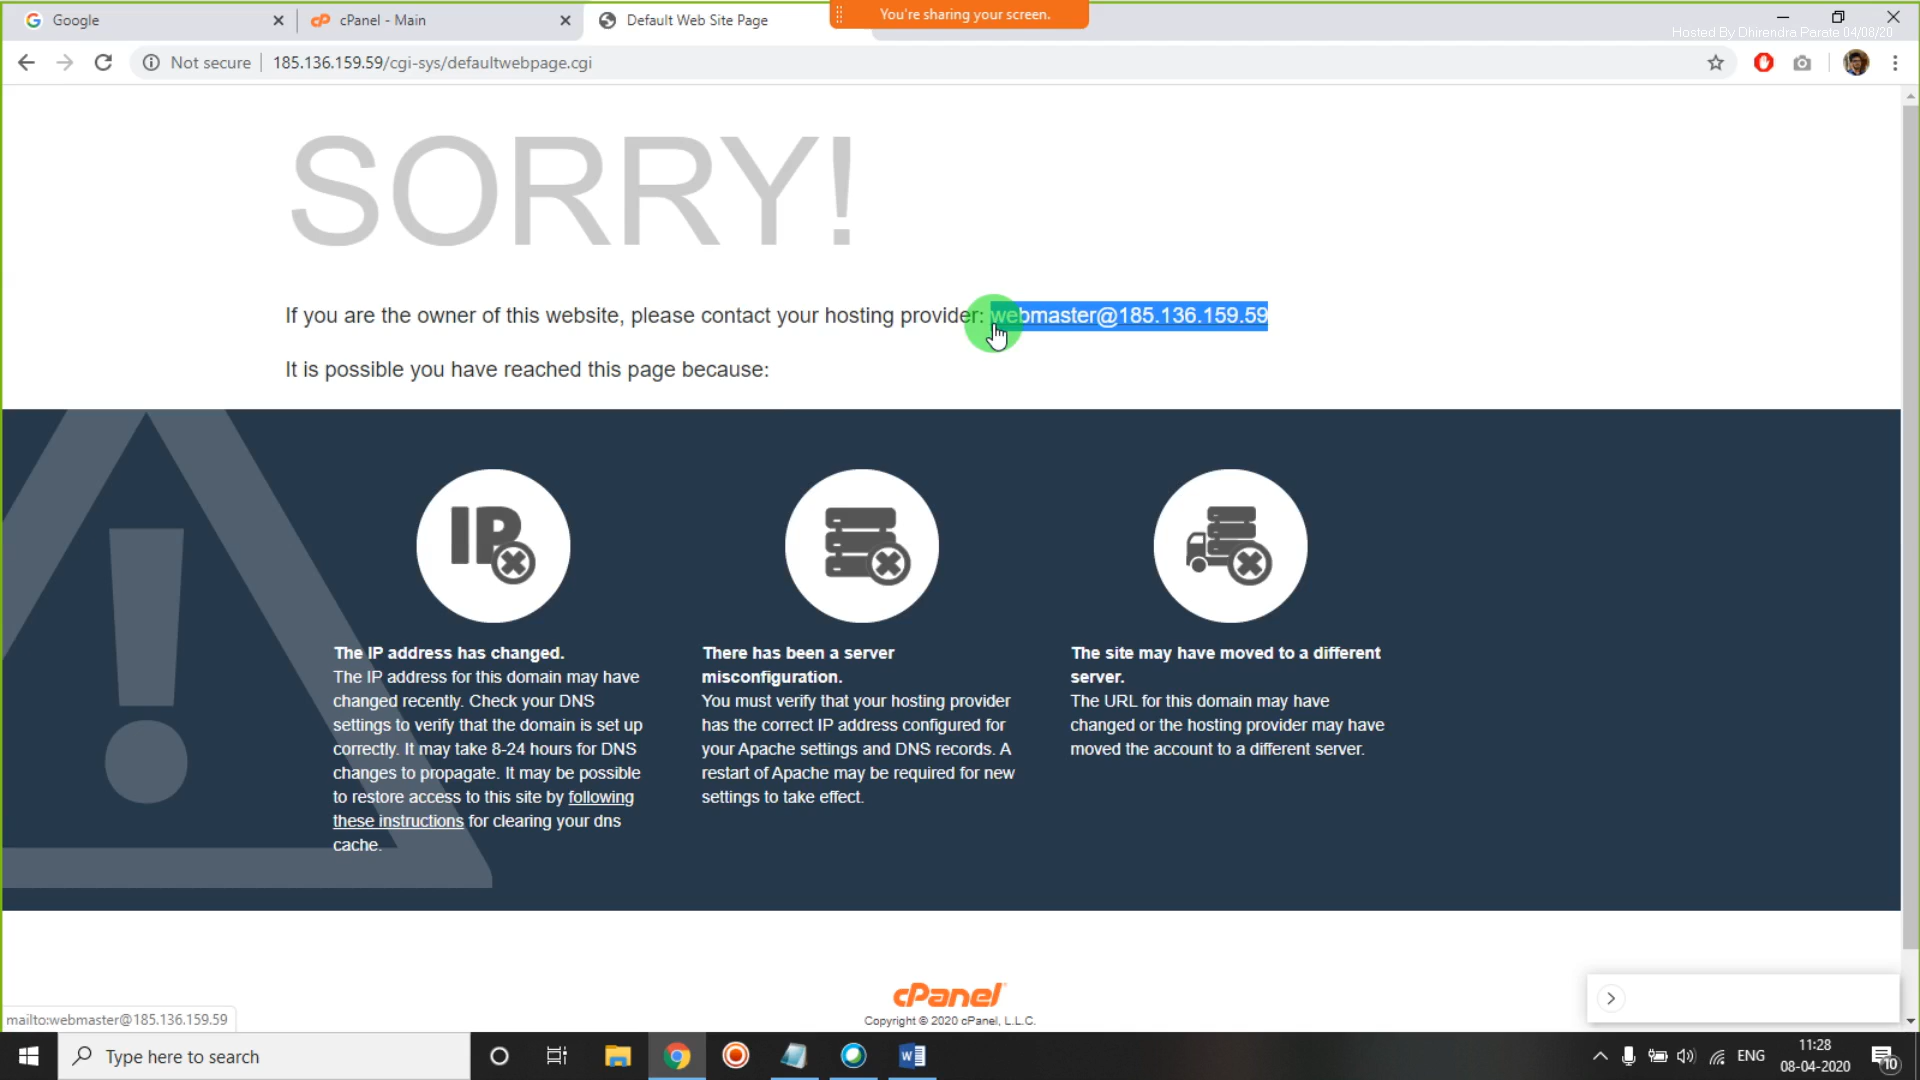 Google
cPanel - Main
Default Web Site Page
You're sharing your screen.
Hosted By Dhirendra Parate 04/08/20
Not secure
185.136.159.59/cgi-sys/defaultwebpage.cgi
SORRY!
If you are the owner of this website, please contact your hosting provider: webmaster@185.136.159.59
It is possible you have reached this page because:
IP
The IP address has changed.
The IP address for this domain may have
changed recently. Check your DNS
settings to verify that the domain is set up
correctly. It may take 8-24 hours for DNS
changes to propagate. It may be possible
to restore access to this site by following
these instructions for clearing your dns
cache.
There has been a server
misconfiguration.
You must verify that your hosting provider
has the correct IP address configured for
your Apache settings and DNS records. A
restart of Apache may be required for new
settings to take effect.
The site may have moved to a different
server.
The URL for this domain may have
changed or the hosting provider may have
moved the account to a different server.
cPanel
Copyright © 2020 cPanel, L.L.C.
mailto:webmaster@185.136.159.59
Type here to search
ENG
11:28
08-04-2020
10